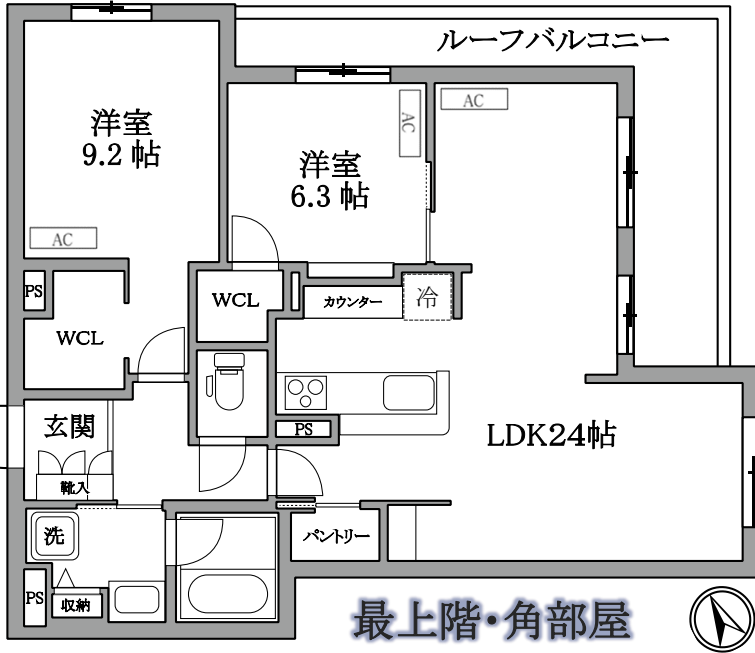 ルーフバルコニー
洋室
9.2 帖
AC
洋室
6.3 帖
AC
AC
PS
WCL
WCL
カウンター
冷
玄関
靴入
PS
LDK24帖
洗
PS
収納
パントリー
最上階・角部屋